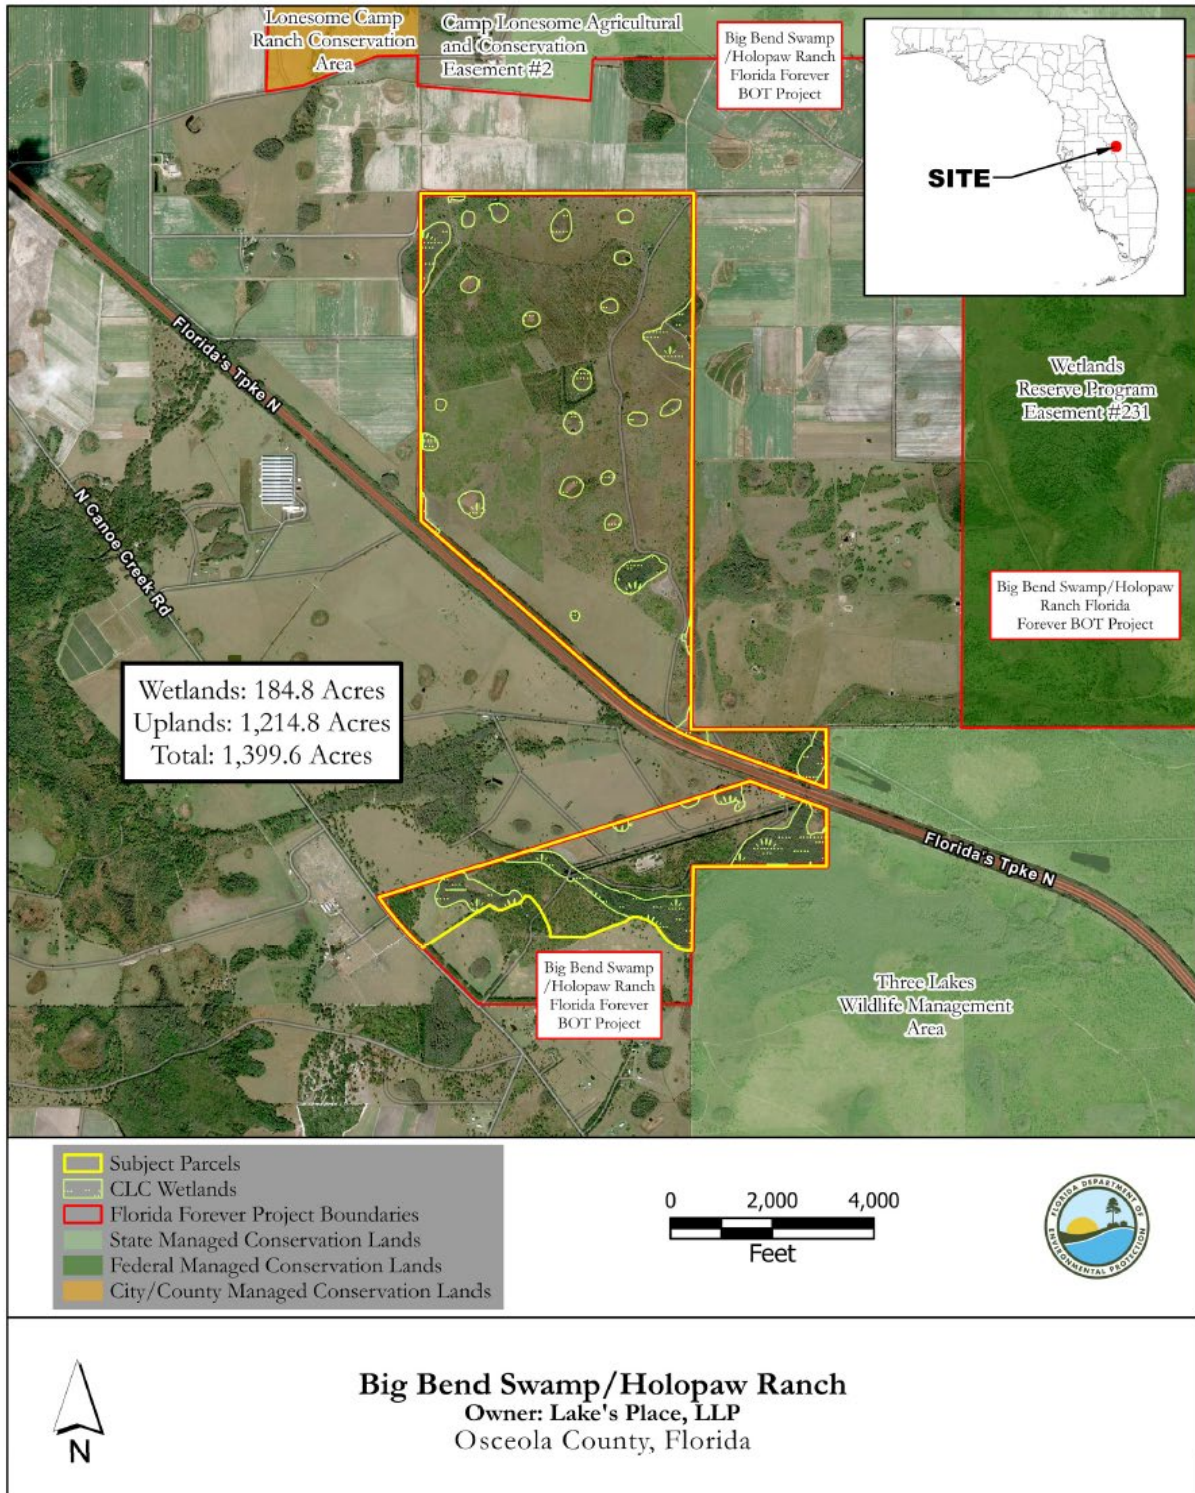 Lonesome Camp
Ranch Conservation
Area
Camp Lonesome Agricultural
and Conservation
Easement #2
Big Bend Swamp
/Holopaw Ranch
Florida Forever
BOT Project
SITE
Florida's Tpke N
N Canoe Creek Rd
Wetlands
Reserve Program
Easement #231
Big Bend Swamp/Holopaw
Ranch Florida
Forever BOT Project
Wetlands: 184.8 Acres
Uplands: 1,214.8 Acres
Total: 1,399.6 Acres
Florida's Tpke N
Big Bend Swamp
/Holopaw Ranch
Florida Forever
BOT Project
Three Lakes
Wildlife Management
Area
Subject Parcels
CLC Wetlands
Florida Forever Project Boundaries
State Managed Conservation Lands
Federal Managed Conservation Lands
City/County Managed Conservation Lands
0 2,000 4,000
Feet
FLORIDA DEPARTMENT OF
ENVIRONMENTAL PROTECTION
N
Big Bend Swamp/Holopaw Ranch
Owner: Lake's Place, LLP
Osceola County, Florida